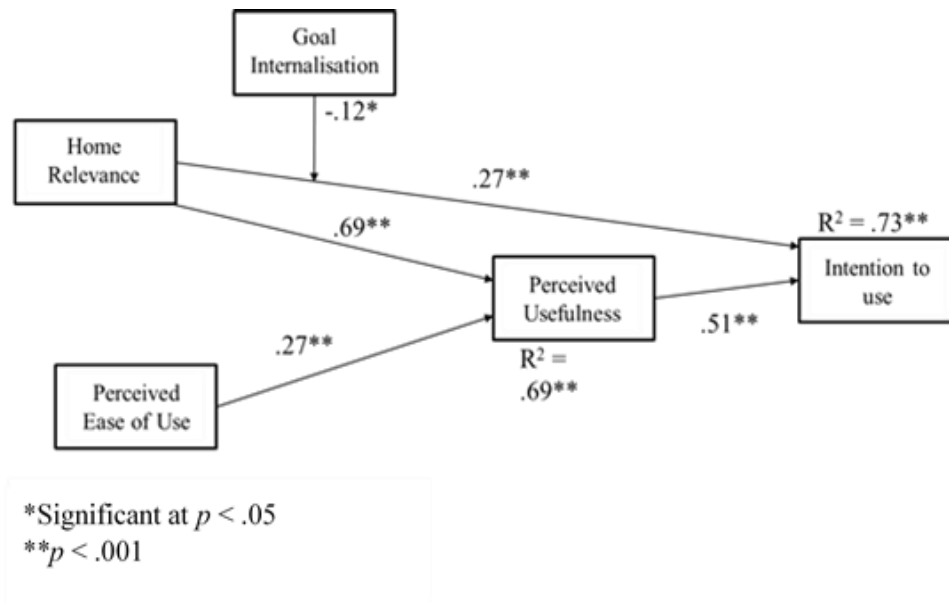 Goal
Internalisation
-.12*
Home
Relevance
.27**
.69**
R² = .73**
Intention to
use
Perceived
Usefulness
.51**
.27**
R² =
.69**
Perceived
Ease of Use
*Significant at p < .05
**p < .001